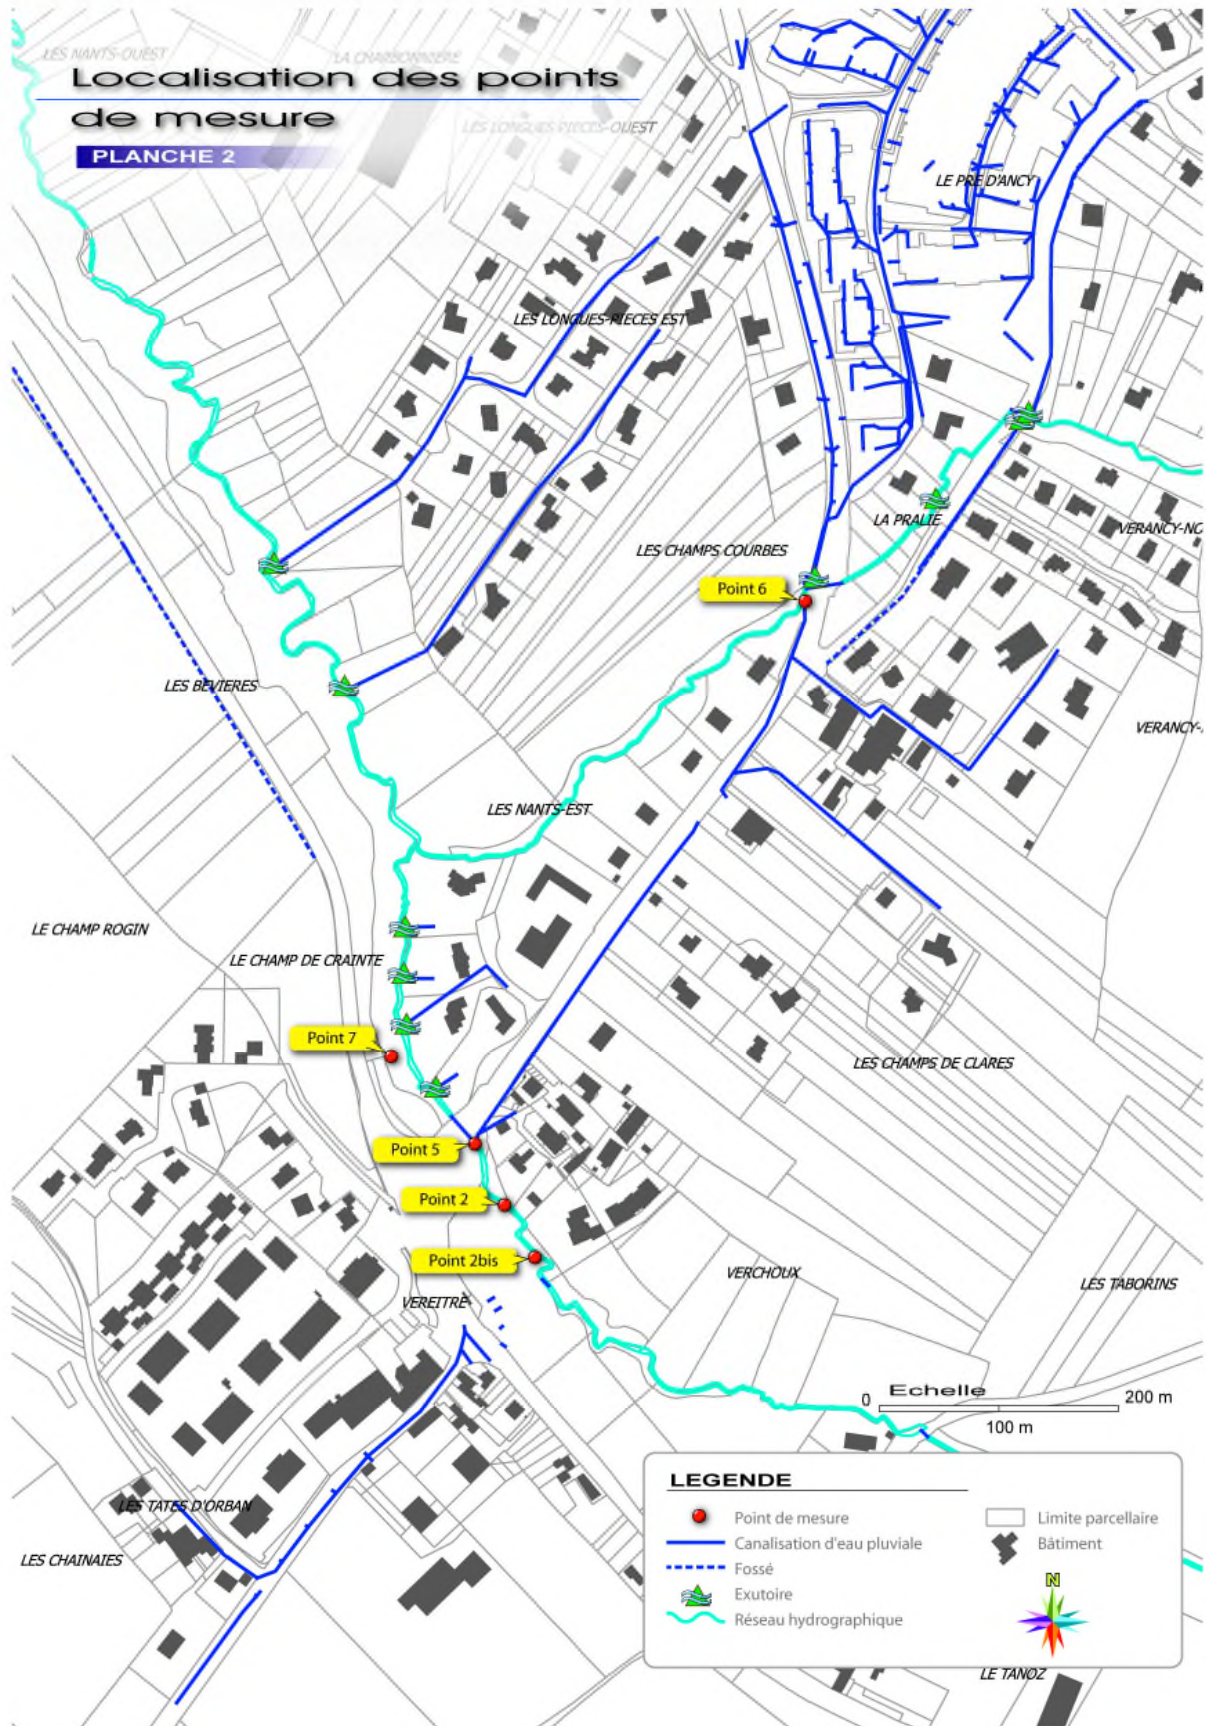 LES NANTS-OUEST
LA CHARBONNIERE
Localisation des points
de mesure
LES LONGUES PIECES-OUEST
PLANCHE 2
LE PRE D'ANCY
LES LONGUES-PIECES EST
LA PRALIE
VERANCY-NO
LES CHAMPS COURBES
Point 6
LES BEVIERES
VERANCY-
LES NANTS-EST
LE CHAMP ROGIN
LE CHAMP DE CRAINTE
Point 7
LES CHAMPS DE CLARES
Point 5
Point 2
Point 2bis
VERCHOUX
LES TABORINS
VEREITRE
0 Echelle 200 m
100 m
LEGENDE
Point de mesure
Canalisation d'eau pluviale
Fossé
Exutoire
Réseau hydrographique
Limite parcellaire
Bâtiment
N
LES TATES D'ORBAN
LES CHAINAIES
LE TANOZ